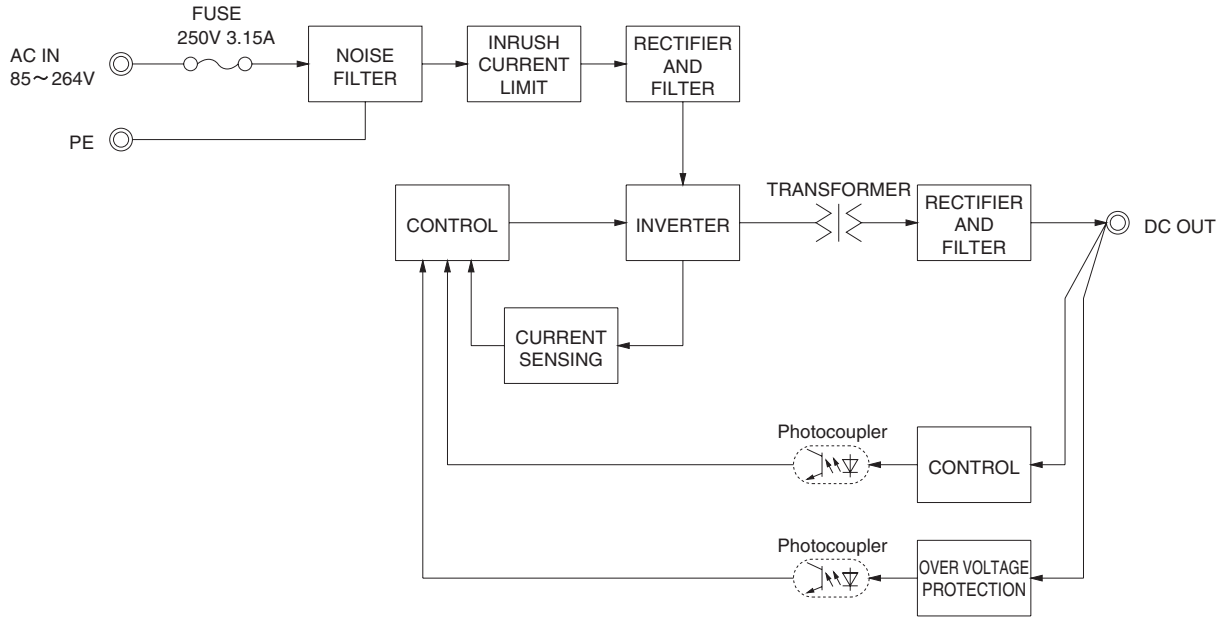 FUSE
250V 3.15A
AC IN
85～264V
NOISE
FILTER
INRUSH
CURRENT
LIMIT
RECTIFIER
AND
FILTER
PE
CONTROL
INVERTER
TRANSFORMER
RECTIFIER
AND
FILTER
DC OUT
CURRENT
SENSING
Photocoupler
CONTROL
Photocoupler
OVER VOLTAGE
PROTECTION